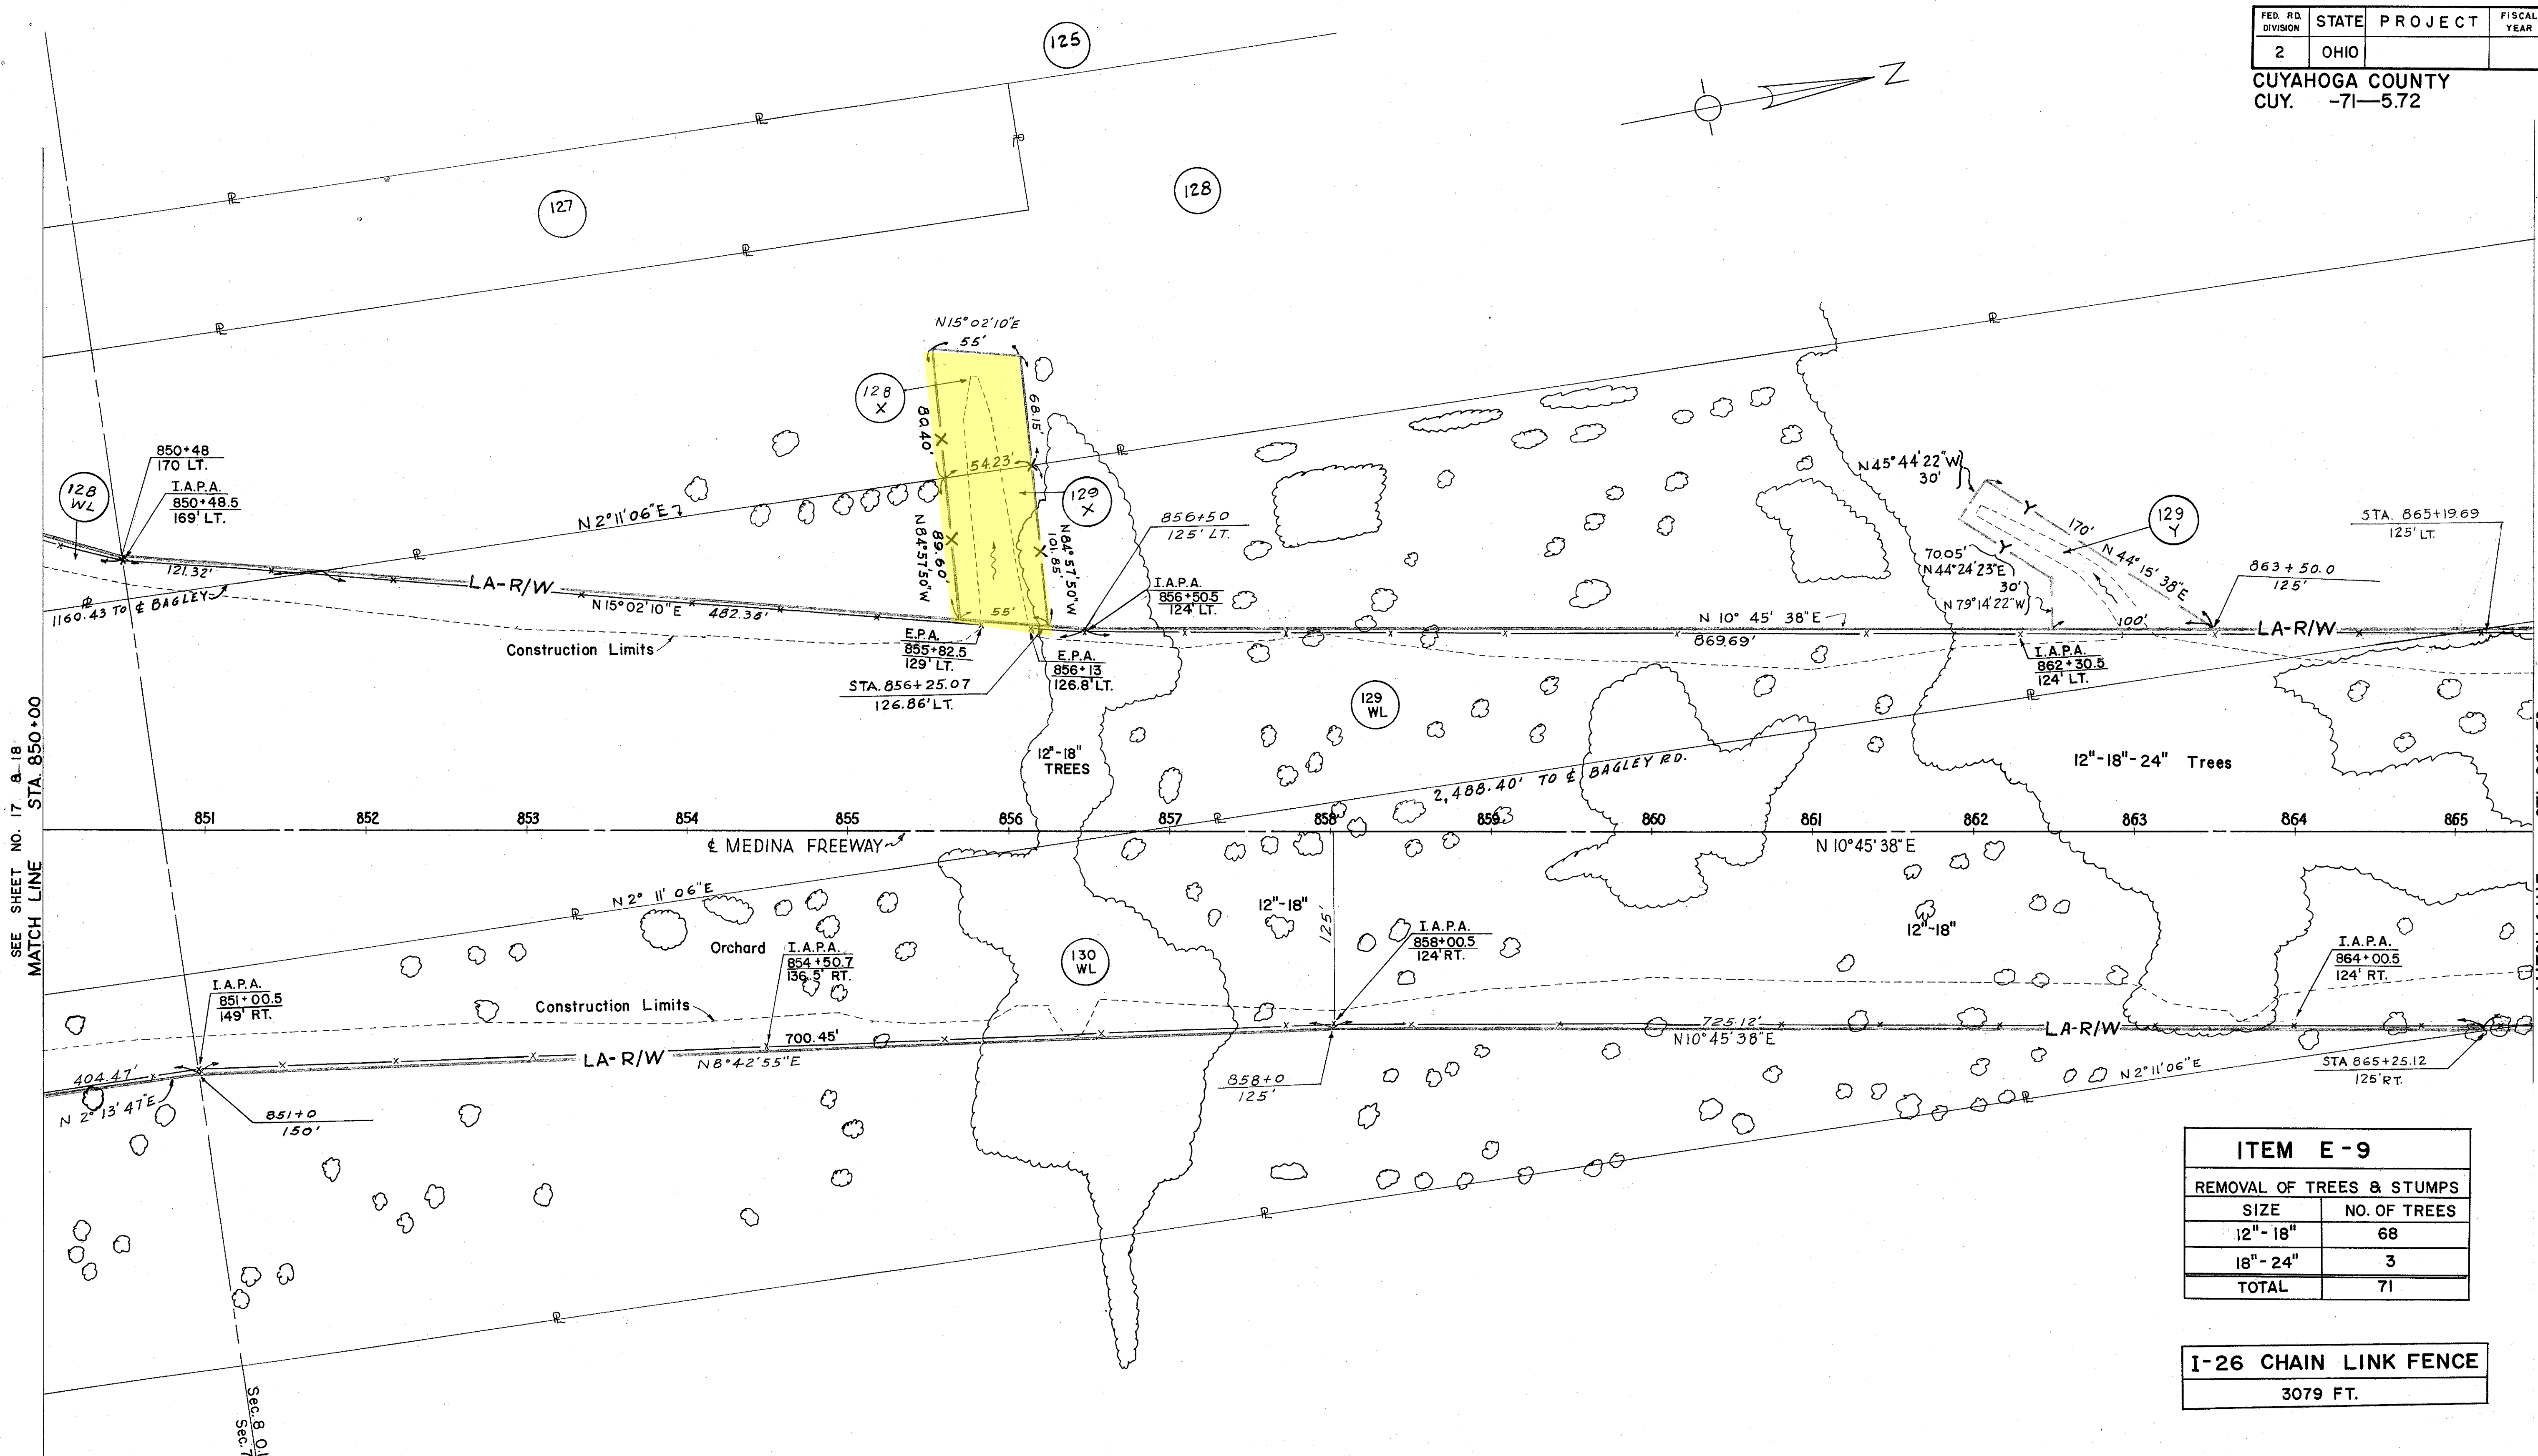 FED. RD. DIVISION STATE PROJECT FISCAL YEAR
2 OHIO
CUYAHOGA COUNTY
CUY. -71-5.72
125
Z
127
128
N15°02'10"E
55'
128 X
80.40'
68.15'
54.23'
129 X
N84°57'50"W
89.60'
N84°57'50"W
101.85'
55'
850+48
170 LT.
I.A.P.A.
850+48.5
169' LT.
128 WL
121.32'
1160.43 TO ℄ BAGLEY
N2°11'06"E
LA-R/W
N15°02'10"E 482.36'
Construction Limits
E.P.A.
855+82.5
129' LT.
STA. 856+25.07
126.86' LT.
E.P.A.
856+13
126.8' LT.
856+50
125' LT.
I.A.P.A.
856+50.5
124' LT.
N45°44'22"W
30'
Y
170'
N 44°15'38"E
129 Y
70.05'
Y
N44°24'23"E
30'
N79°14'22"W
100'
STA. 865+19.69
125' LT.
863+50.0
125'
N 10° 45' 38"E
869.69'
LA-R/W
I.A.P.A.
862+30.5
124' LT.
129 WL
12"-18"
TREES
2,488.40' TO ℄ BAGLEY RD.
12"-18"-24" Trees
SEE SHEET NO. 17 & 18
MATCH LINE STA. 850+00
851 852 853 854 855 856 857 858 859 860 861 862 863 864 865
℄ MEDINA FREEWAY
N 10°45'38"E
N2° 11' 06"E
Orchard
I.A.P.A.
854+50.7
136.5' RT.
12"-18"
125'
I.A.P.A.
858+00.5
124' RT.
12"-18"
I.A.P.A.
864+00.5
124' RT.
130 WL
I.A.P.A.
851+00.5
149' RT.
Construction Limits
700.45'
LA-R/W
N8°42'55"E
725.12'
N10°45'38"E
LA-R/W
404.47'
N 2° 13' 47"E
851+0
150'
858+0
125'
N2°11'06"E
STA 865+25.12
125' RT.
ITEM E-9
REMOVAL OF TREES & STUMPS
SIZE NO. OF TREES
12"-18" 68
18"-24" 3
TOTAL 71
I-26 CHAIN LINK FENCE
3079 FT.
Sec. 8
Sec. 7